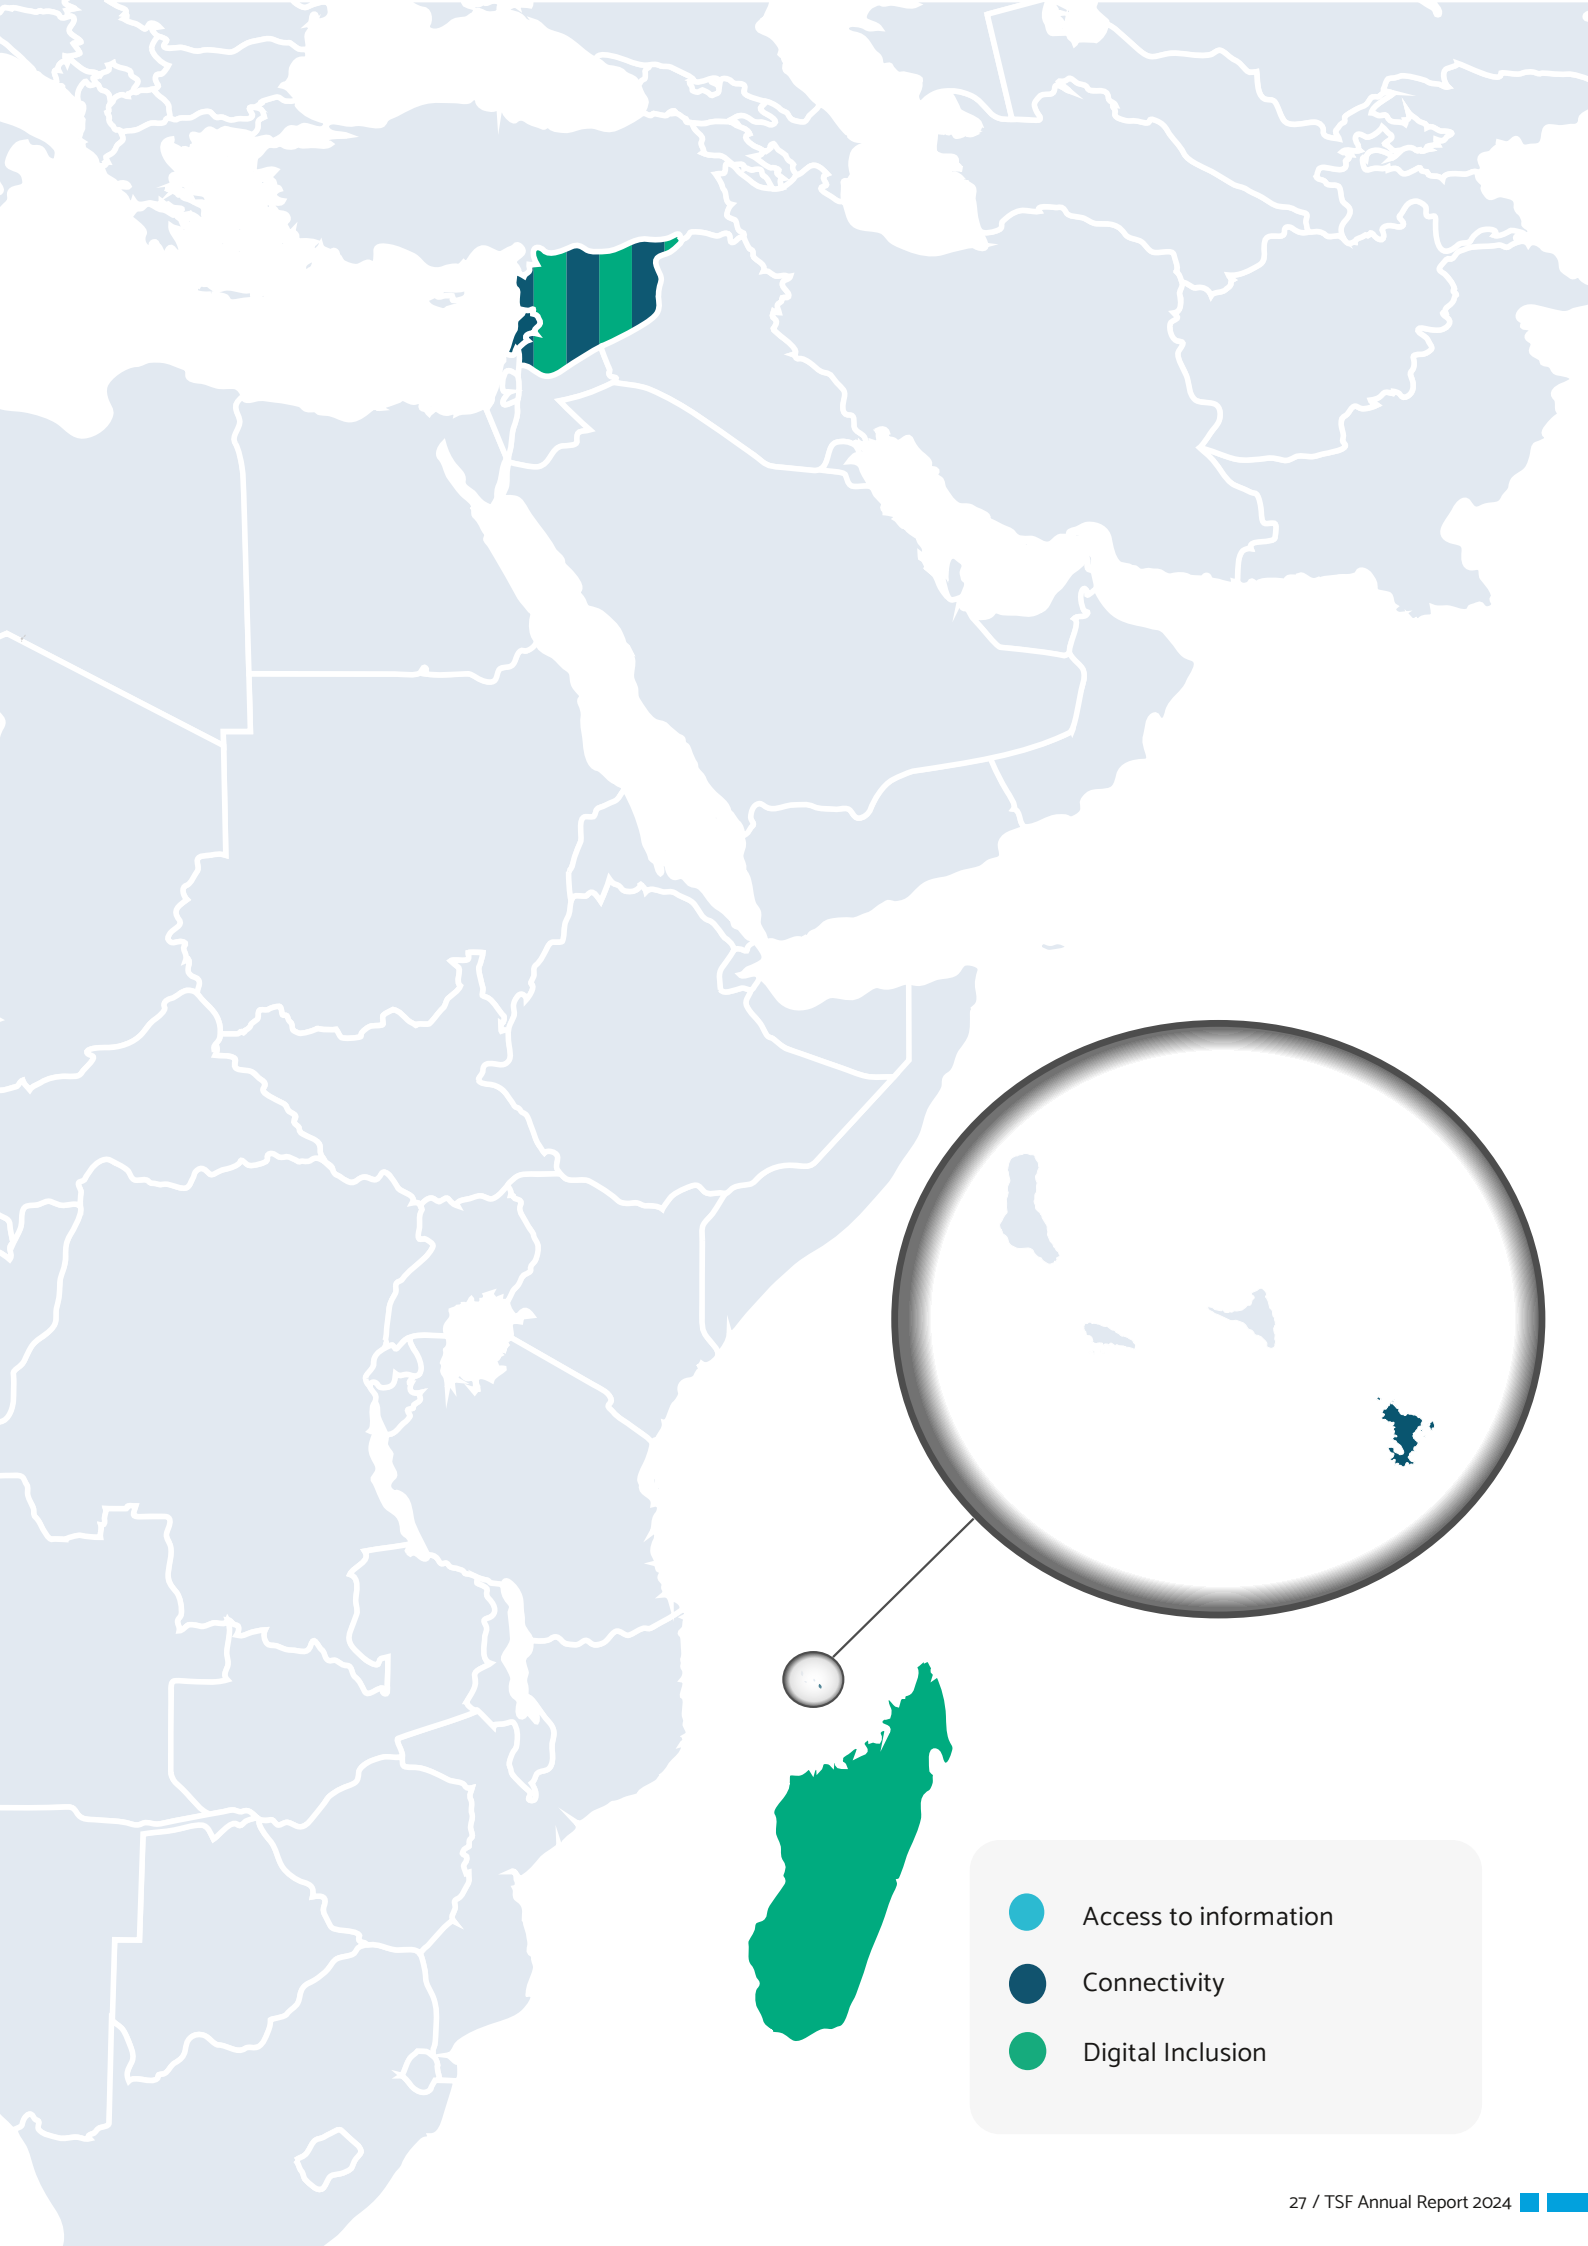 Access to information
Connectivity
Digital Inclusion
27 / TSF Annual Report 2024